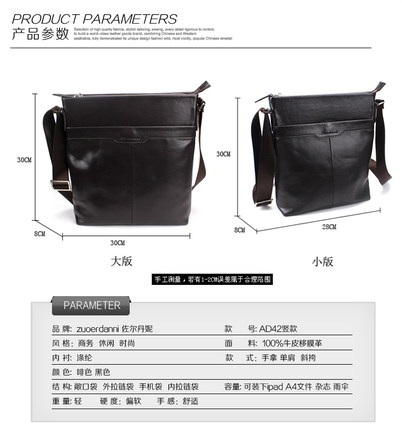 PRODUCT PARAMETERS
产品参数
30CM
8CM
30CM
30CM
8CM
28CM
大版
小版
手工测量，若有1-2CM误差属于合理范围
PARAMETER
品 牌: zuoerdanni 佐尔丹妮 款 号: AD42竖款
风 格: 商务 休闲 时尚 面 料: 100%牛皮移膜革
内 衬: 涤纶 款 式: 手拿 单肩 斜挎
颜 色: 啡色 黑色
结 构: 敞口袋 外拉链袋 手机袋 内拉链袋 容量: 可装下ipad A4文件 杂志 雨伞
重 量: 轻 硬 度: 偏软 手 感: 舒适